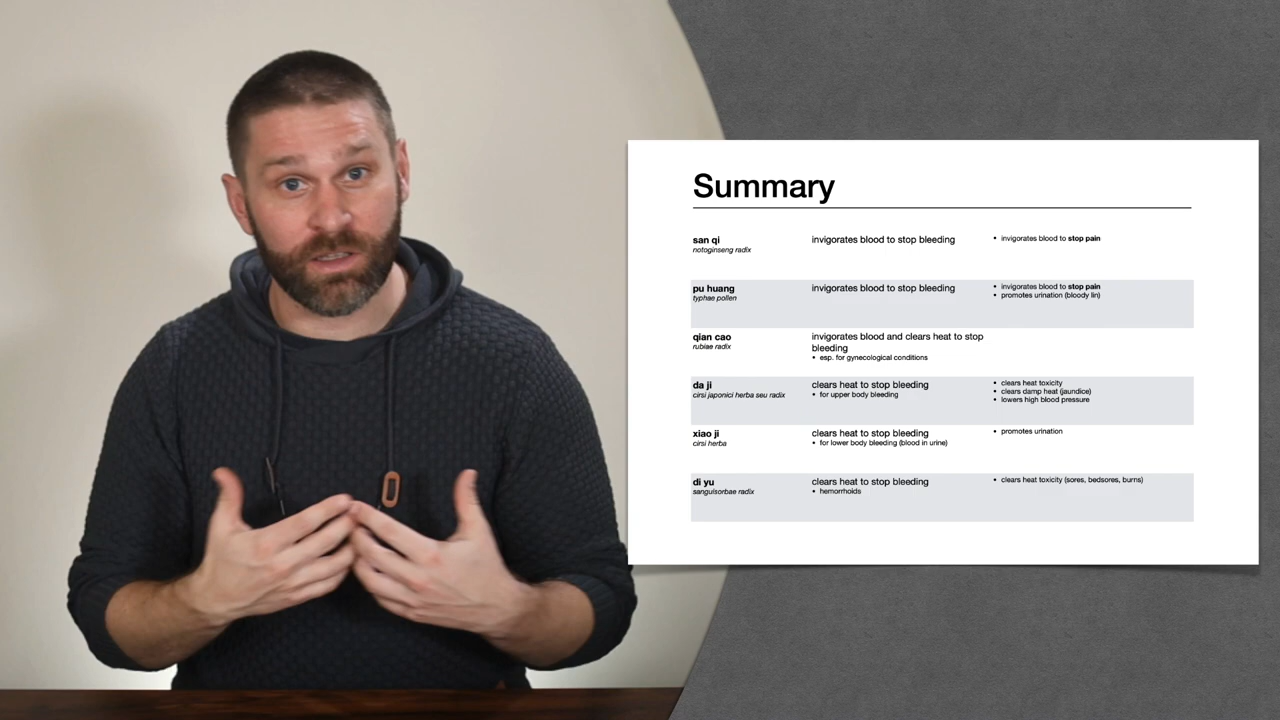 Summary
san qi
notoginseng radix
invigorates blood to stop bleeding
• invigorates blood to stop pain
pu huang
typhae pollen
invigorates blood to stop bleeding
• invigorates blood to stop pain
• promotes urination (bloody lin)
qian cao
rubiae radix
invigorates blood and clears heat to stop
bleeding
• esp. for gynecological conditions
da ji
cirsi japonici herba seu radix
clears heat to stop bleeding
• for upper body bleeding
• clears heat toxicity
• clears damp heat (jaundice)
• lowers high blood pressure
xiao ji
cirsi herba
clears heat to stop bleeding
• for lower body bleeding (blood in urine)
• promotes urination
di yu
sanguisorbae radix
clears heat to stop bleeding
• hemorrhoids
• clears heat toxicity (sores, bedsores, burns)